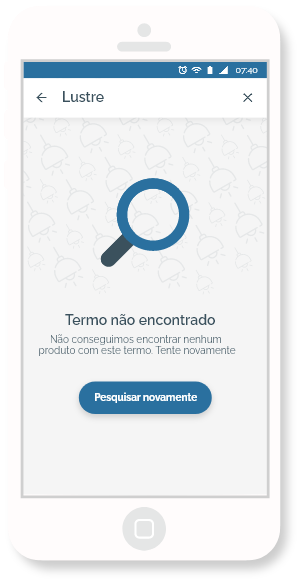 07:40
Lustre
Termo não encontrado
Não conseguimos encontrar nenhum
produto com este termo. Tente novamente
Pesquisar novamente